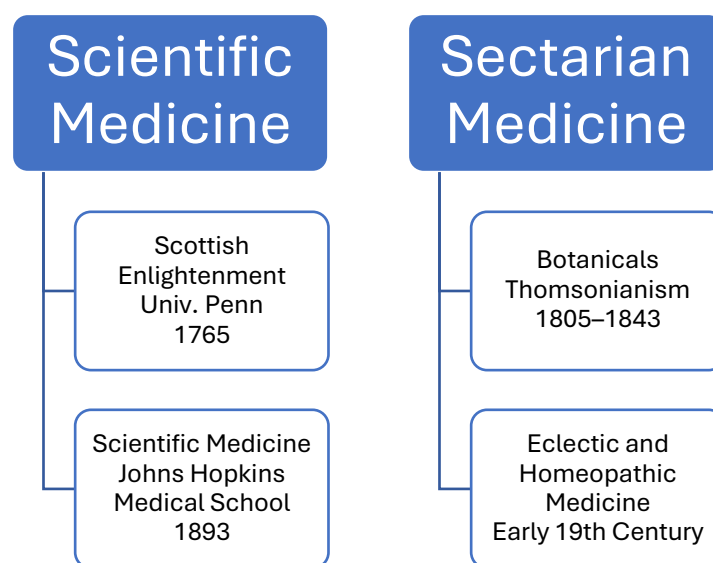 Scientific
Medicine
Scottish
Enlightenment
Univ. Penn
1765
Scientific Medicine
Johns Hopkins
Medical School
1893
Sectarian
Medicine
Botanicals
Thomsonianism
1805–1843
Eclectic and
Homeopathic
Medicine
Early 19th Century